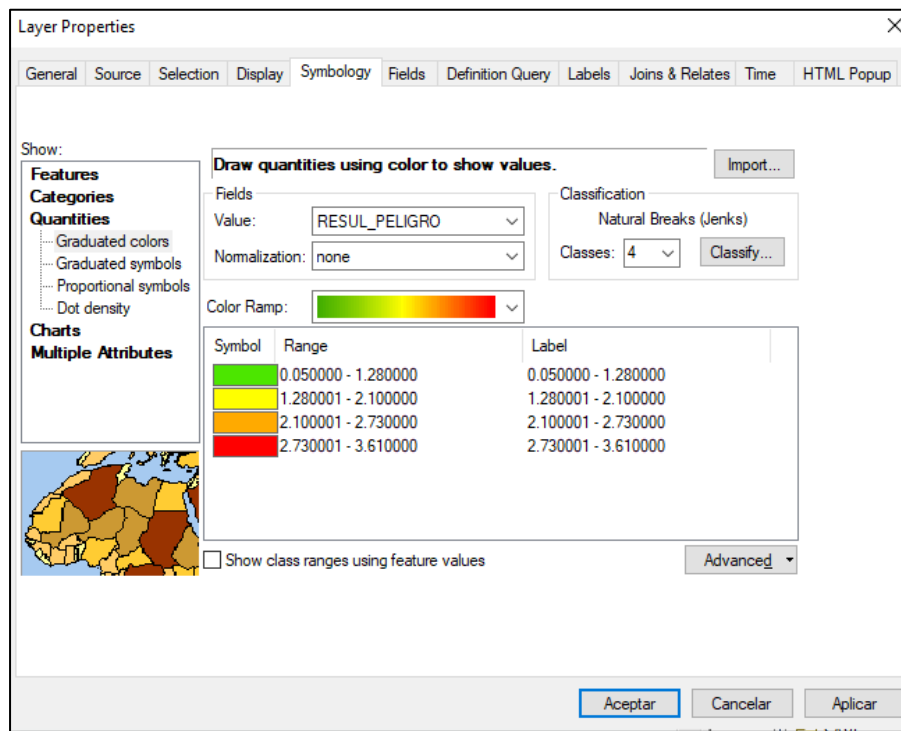 Layer Properties
General Source Selection Display Symbology Fields Definition Query Labels Joins & Relates Time HTML Popup
Show:
Features
Categories
Quantities
Graduated colors
Graduated symbols
Proportional symbols
Dot density
Charts
Multiple Attributes
Draw quantities using color to show values.
Import...
Fields
Value: RESUL_PELIGRO
Normalization: none
Classification
Natural Breaks (Jenks)
Classes: 4 Classify...
Color Ramp:
Symbol Range Label
0.050000 - 1.280000 0.050000 - 1.280000
1.280001 - 2.100000 1.280001 - 2.100000
2.100001 - 2.730000 2.100001 - 2.730000
2.730001 - 3.610000 2.730001 - 3.610000
Show class ranges using feature values
Advanced
Aceptar Cancelar Aplicar